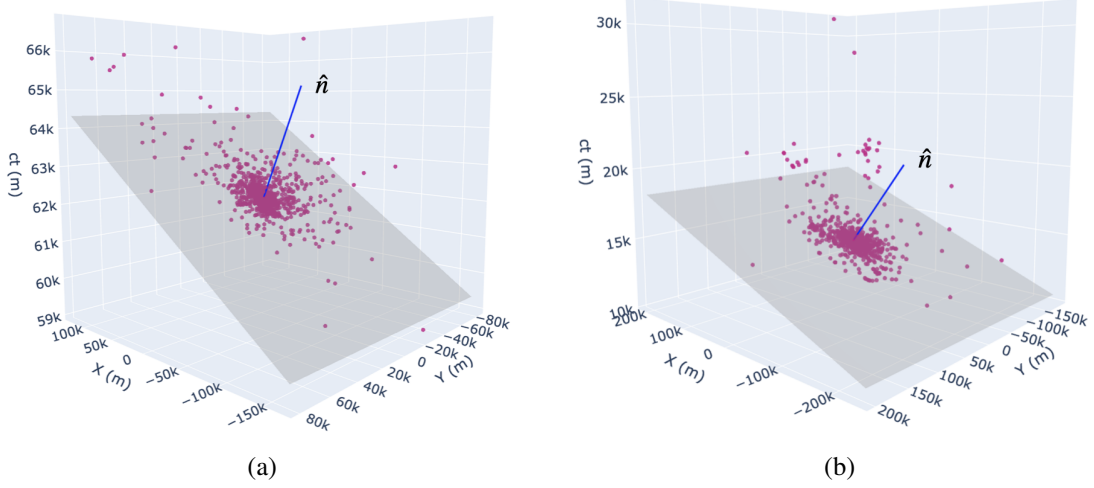 66k
65k
64k
63k
62k
61k
60k
59k
ct (m)
100k
50k
0
−50k
−100k
−150k
X (m)
−80k
−60k
−40k
−20k
0
20k
40k
60k
80k
Y (m)
n̂
(a)
30k
25k
20k
15k
10k
ct (m)
200k
100k
0
−100k
−200k
X (m)
−150k
−100k
−50k
0
50k
100k
150k
200k
Y (m)
n̂
(b)